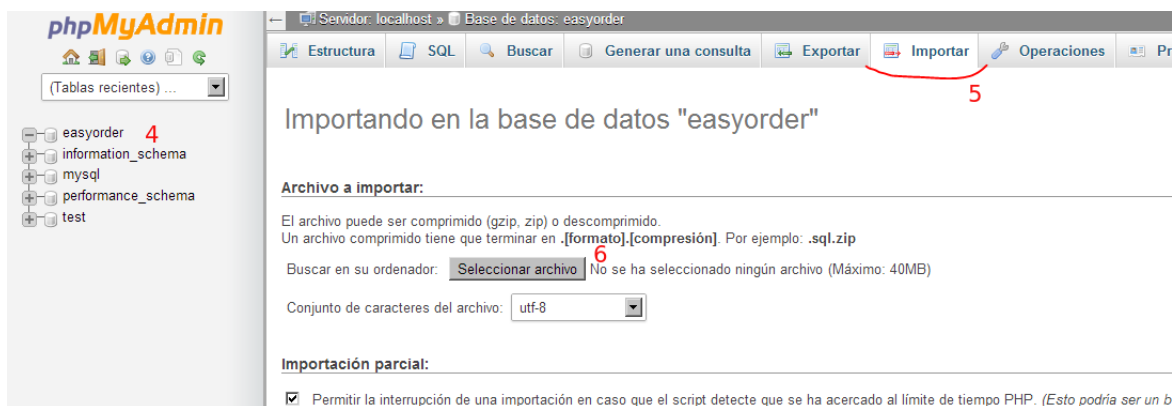 phpMyAdmin
(Tablas recientes) ...
easyorder 4
information_schema
mysql
performance_schema
test
← Servidor: localhost » Base de datos: easyorder
Estructura SQL Buscar Generar una consulta Exportar Importar Operaciones Pr
5
Importando en la base de datos "easyorder"
Archivo a importar:
El archivo puede ser comprimido (gzip, zip) o descomprimido.
Un archivo comprimido tiene que terminar en .[formato].[compresión]. Por ejemplo: .sql.zip
6
Buscar en su ordenador: Seleccionar archivo No se ha seleccionado ningún archivo (Máximo: 40MB)
Conjunto de caracteres del archivo: utf-8
Importación parcial:
Permitir la interrupción de una importación en caso que el script detecte que se ha acercado al límite de tiempo PHP. (Esto podría ser un b